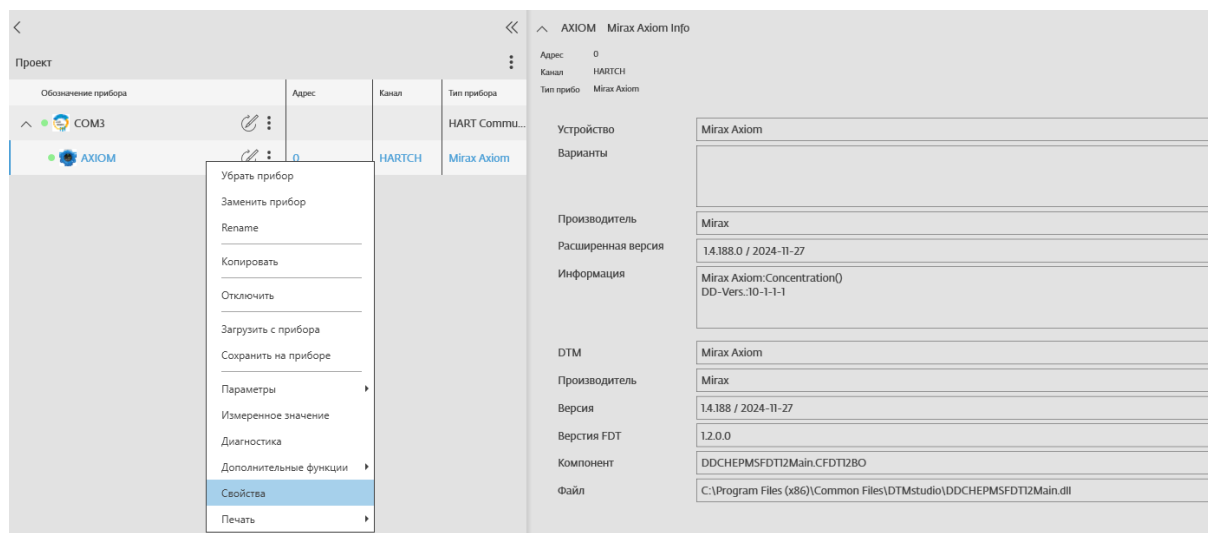 Проект
Обозначение прибора Адрес Канал Тип прибора
COM3 HART Commu...
AXIOM 0 HARTCH Mirax Axiom
Убрать прибор
Заменить прибор
Rename
Копировать
Отключить
Загрузить с прибора
Сохранить на приборе
Параметры
Измеренное значение
Диагностика
Дополнительные функции
Свойства
Печать
AXIOM Mirax Axiom Info
Адрес 0
Канал HARTCH
Тип прибо Mirax Axiom
Устройство Mirax Axiom
Варианты
Производитель Mirax
Расширенная версия 1.4.188.0 / 2024-11-27
Информация Mirax Axiom:Concentration()
DD-Vers.:10-1-1-1
DTM Mirax Axiom
Производитель Mirax
Версия 1.4.188 / 2024-11-27
Верстия FDT 1.2.0.0
Компонент DDCHEPMSFDT12Main.CFDT12BO
Файл C:\Program Files (x86)\Common Files\DTMstudio\DDCHEPMSFDT12Main.dll